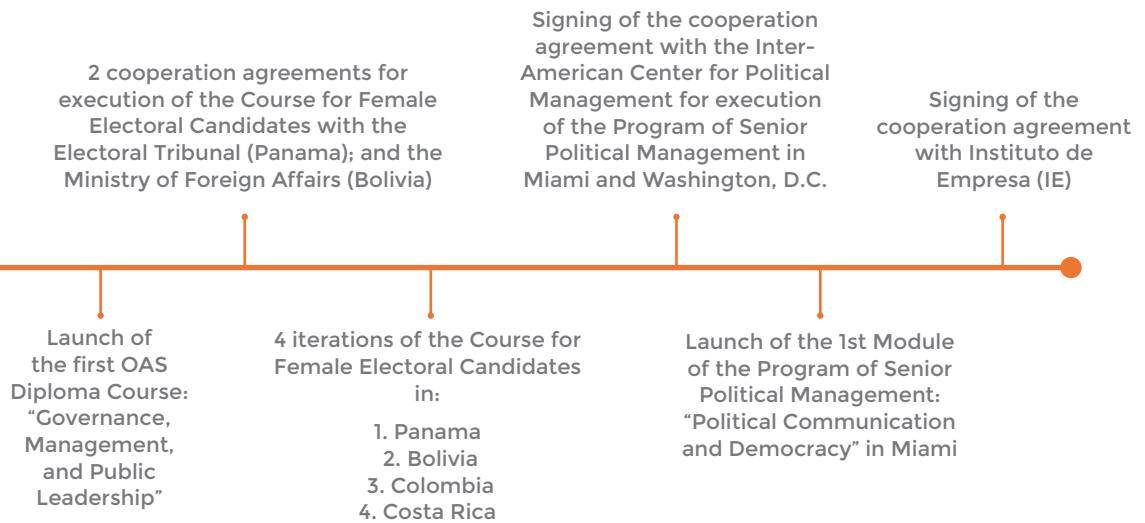 2 cooperation agreements for
execution of the Course for Female
Electoral Candidates with the
Electoral Tribunal (Panama); and the
Ministry of Foreign Affairs (Bolivia)
Signing of the cooperation
agreement with the Inter-
American Center for Political
Management for execution
of the Program of Senior
Political Management in
Miami and Washington, D.C.
Signing of the
cooperation agreement
with Instituto de
Empresa (IE)
Launch of
the first OAS
Diploma Course:
“Governance,
Management,
and Public
Leadership”
4 iterations of the Course for
Female Electoral Candidates
in:
1. Panama
2. Bolivia
3. Colombia
4. Costa Rica
Launch of the 1st Module
of the Program of Senior
Political Management:
“Political Communication
and Democracy” in Miami